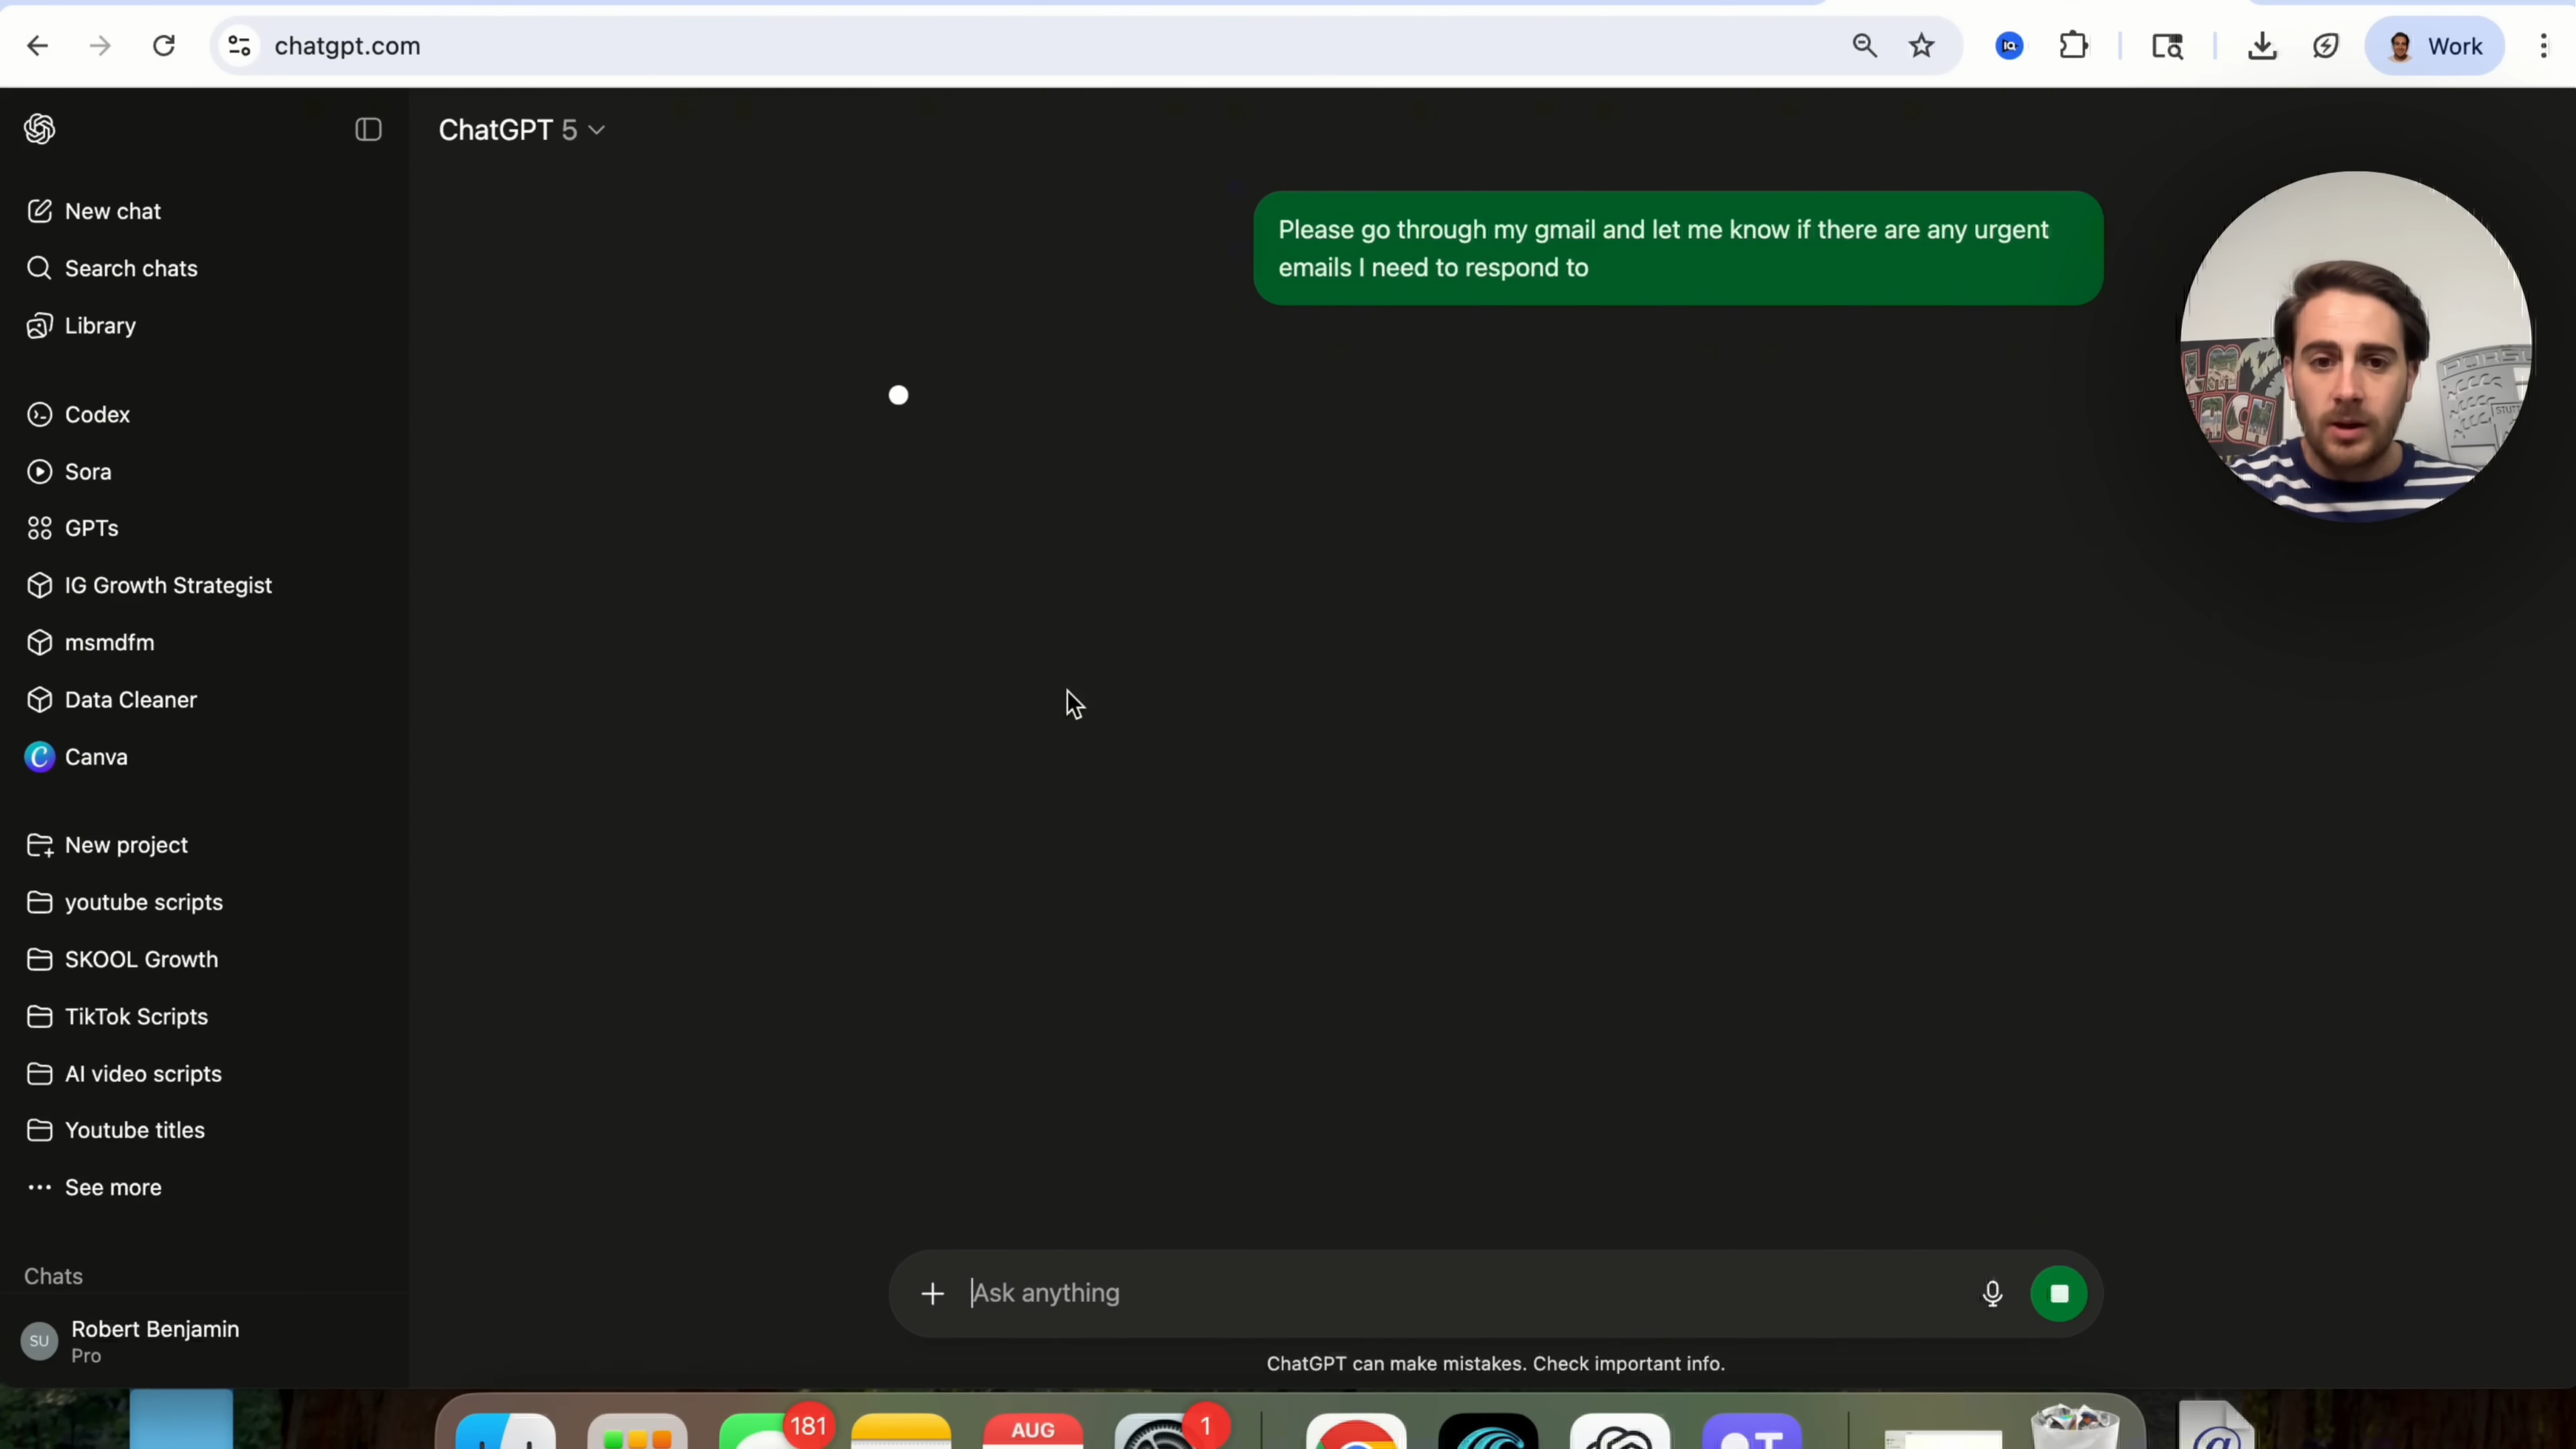 chatgpt.com
Work
ChatGPT 5
New chat
Search chats
Library
Codex
Sora
GPTs
IG Growth Strategist
msmdfm
Data Cleaner
Canva
New project
youtube scripts
SKOOL Growth
TikTok Scripts
AI video scripts
Youtube titles
See more
Chats
SU
Robert Benjamin
Pro
Please go through my gmail and let me know if there are any urgent
emails I need to respond to
Ask anything
ChatGPT can make mistakes. Check important info.
181
AUG
1